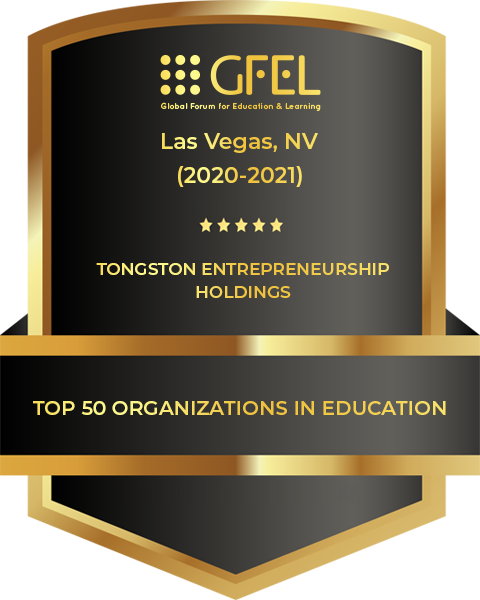 GFEL
Global Forum for Education & Learning
Las Vegas, NV
(2020-2021)
TONGSTON ENTREPRENEURSHIP
HOLDINGS
TOP 50 ORGANIZATIONS IN EDUCATION